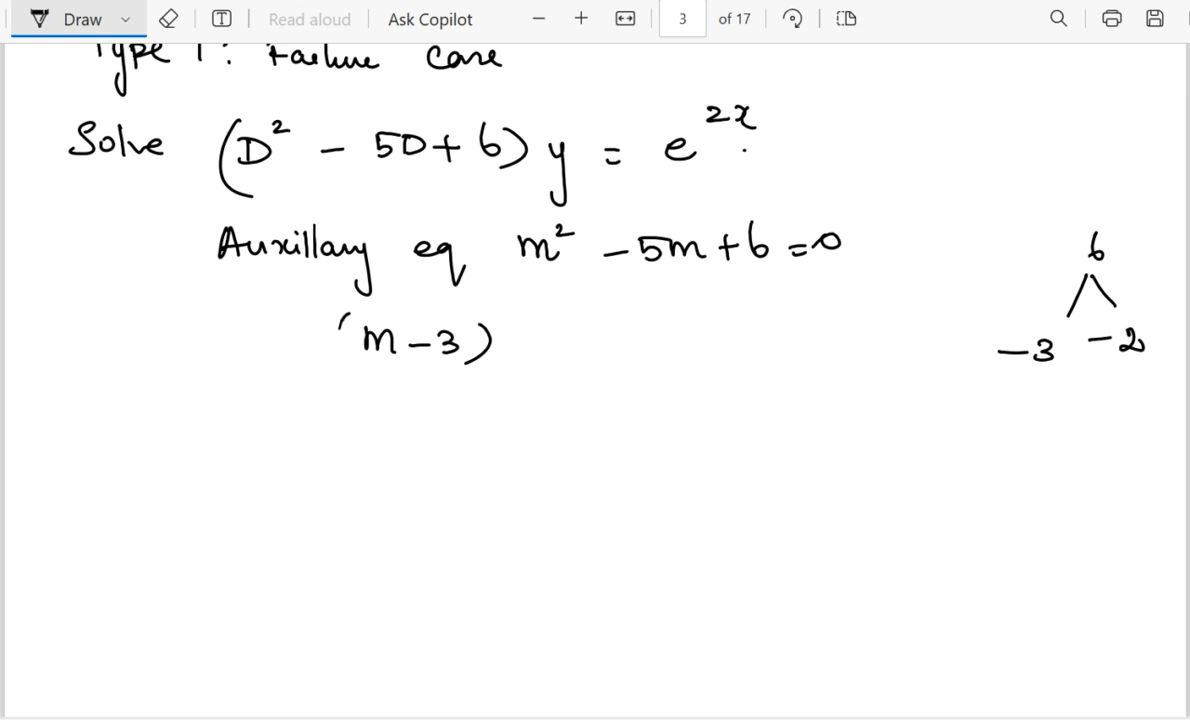 Draw Read aloud Ask Copilot 3 of 17
Type 1: Failure Case
Solve (D² - 5D + 6) y = e^2x.
Auxillary eq m² - 5m + 6 = 0
6
(m - 3)
-3 -2